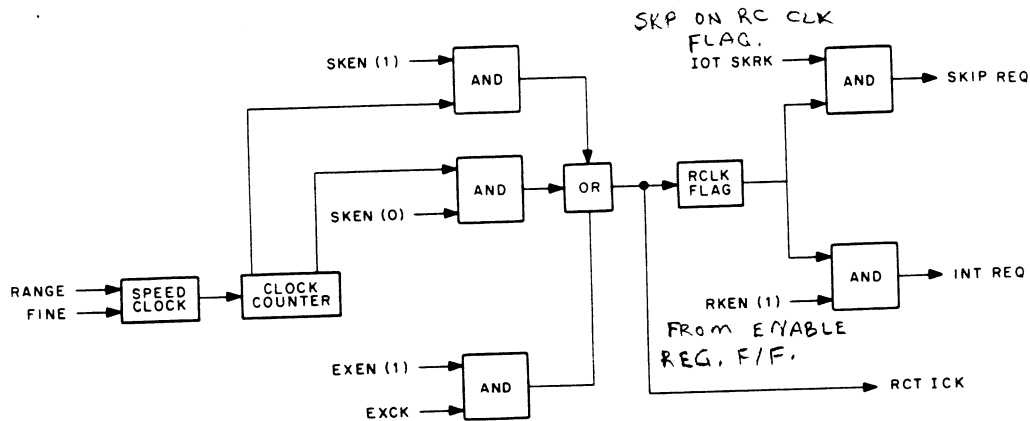 SKP ON RC CLK
FLAG.
IOT SKRK
SKEN (1)
AND
AND
SKIP REQ
AND
SKEN (0)
OR
RCLK
FLAG
RANGE
FINE
SPEED
CLOCK
CLOCK
COUNTER
AND
INT REQ
RKEN (1)
FROM ENABLE
REG. F/F.
EXEN (1)
EXCK
AND
RCT ICK